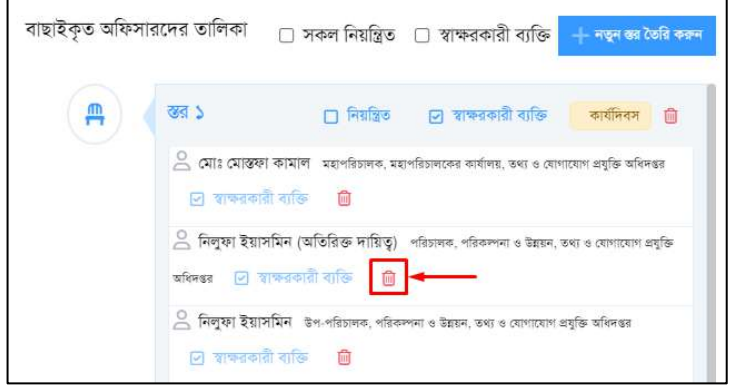 বাছাইকৃত অফিসারদের তালিকা সকল নিয়ন্ত্রিত স্বাক্ষরকারী ব্যক্তি নতুন স্তর তৈরি করুন
স্তর ১ নিয়ন্ত্রিত স্বাক্ষরকারী ব্যক্তি কার্যদিবস
মোঃ মোস্তফা কামাল মহাপরিচালক, মহাপরিচালকের কার্যালয়, তথ্য ও যোগাযোগ প্রযুক্তি অধিদপ্তর
স্বাক্ষরকারী ব্যক্তি
নিলুফা ইয়াসমিন (অতিরিক্ত দায়িত্ব) পরিচালক, পরিকল্পনা ও উন্নয়ন, তথ্য ও যোগাযোগ প্রযুক্তি
অধিদপ্তর স্বাক্ষরকারী ব্যক্তি
নিলুফা ইয়াসমিন উপ-পরিচালক, পরিকল্পনা ও উন্নয়ন, তথ্য ও যোগাযোগ প্রযুক্তি অধিদপ্তর
স্বাক্ষরকারী ব্যক্তি